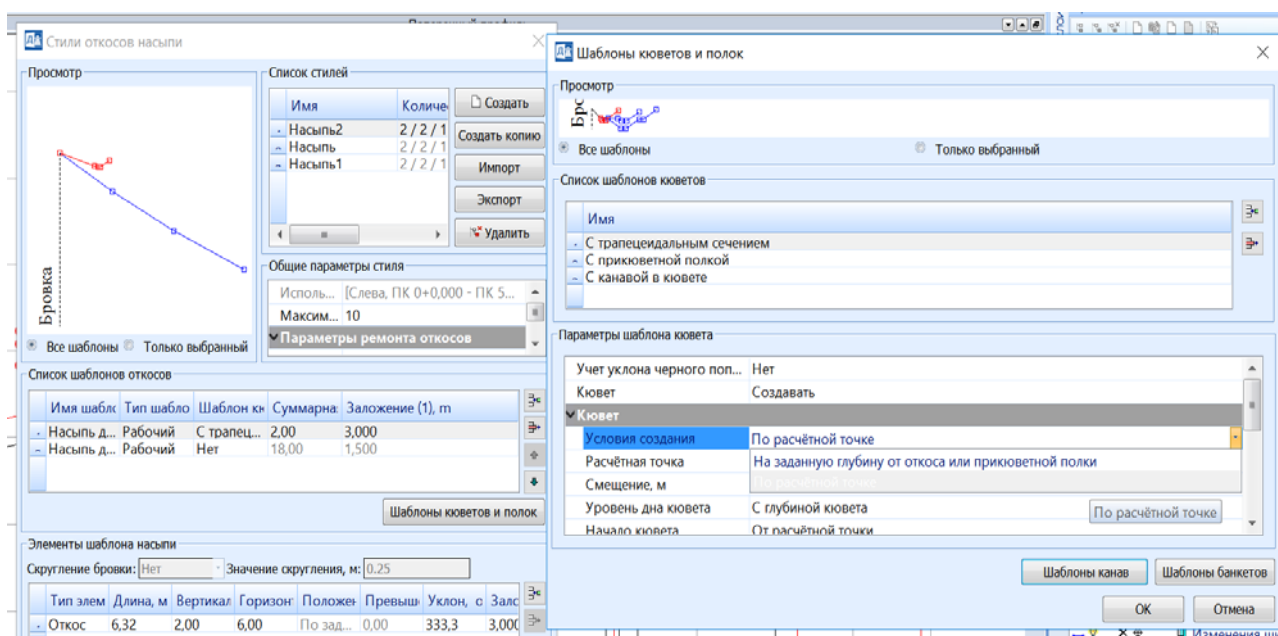 Стили откосов насыпи
Просмотр
Бровка
Все шаблоны
Только выбранный
Список стилей
Имя Количе
Насыпь2 2 / 2 / 1
Насыпь 2 / 2 / 1
Насыпь1 2 / 2 / 1
Создать
Создать копию
Импорт
Экспорт
Удалить
Общие параметры стиля
Исполь... [Слева, ПК 0+0,000 - ПК 5...
Максим... 10
Параметры ремонта откосов
Список шаблонов откосов
Имя шабло Тип шабло Шаблон кн Суммарна Заложение (1), m
Насыпь д... Рабочий С трапец... 2,00 3,000
Насыпь д... Рабочий Нет 18,00 1,500
Шаблоны кюветов и полок
Элементы шаблона насыпи
Скругление бровки: Нет Значение скругления, м: 0.25
Тип элем Длина, м Вертикал Горизонт Положен Превыш Уклон, о Зало
Откос 6,32 2,00 6,00 По зад... 0,00 333,3 3,000
Шаблоны кюветов и полок
Просмотр
Брс
Все шаблоны
Только выбранный
Список шаблонов кюветов
Имя
С трапецеидальным сечением
С прикюветной полкой
С канавой в кювете
Параметры шаблона кювета
Учет уклона черного поп... Нет
Кювет Создавать
Кювет
Условия создания По расчётной точке
Расчётная точка На заданную глубину от откоса или прикюветной полки
Смещение, м По расчётной точке
Уровень дна кювета С глубиной кювета
По расчётной точке
Начало кювета От расчётной точки
Шаблоны канав
Шаблоны банкетов
OK
Отмена